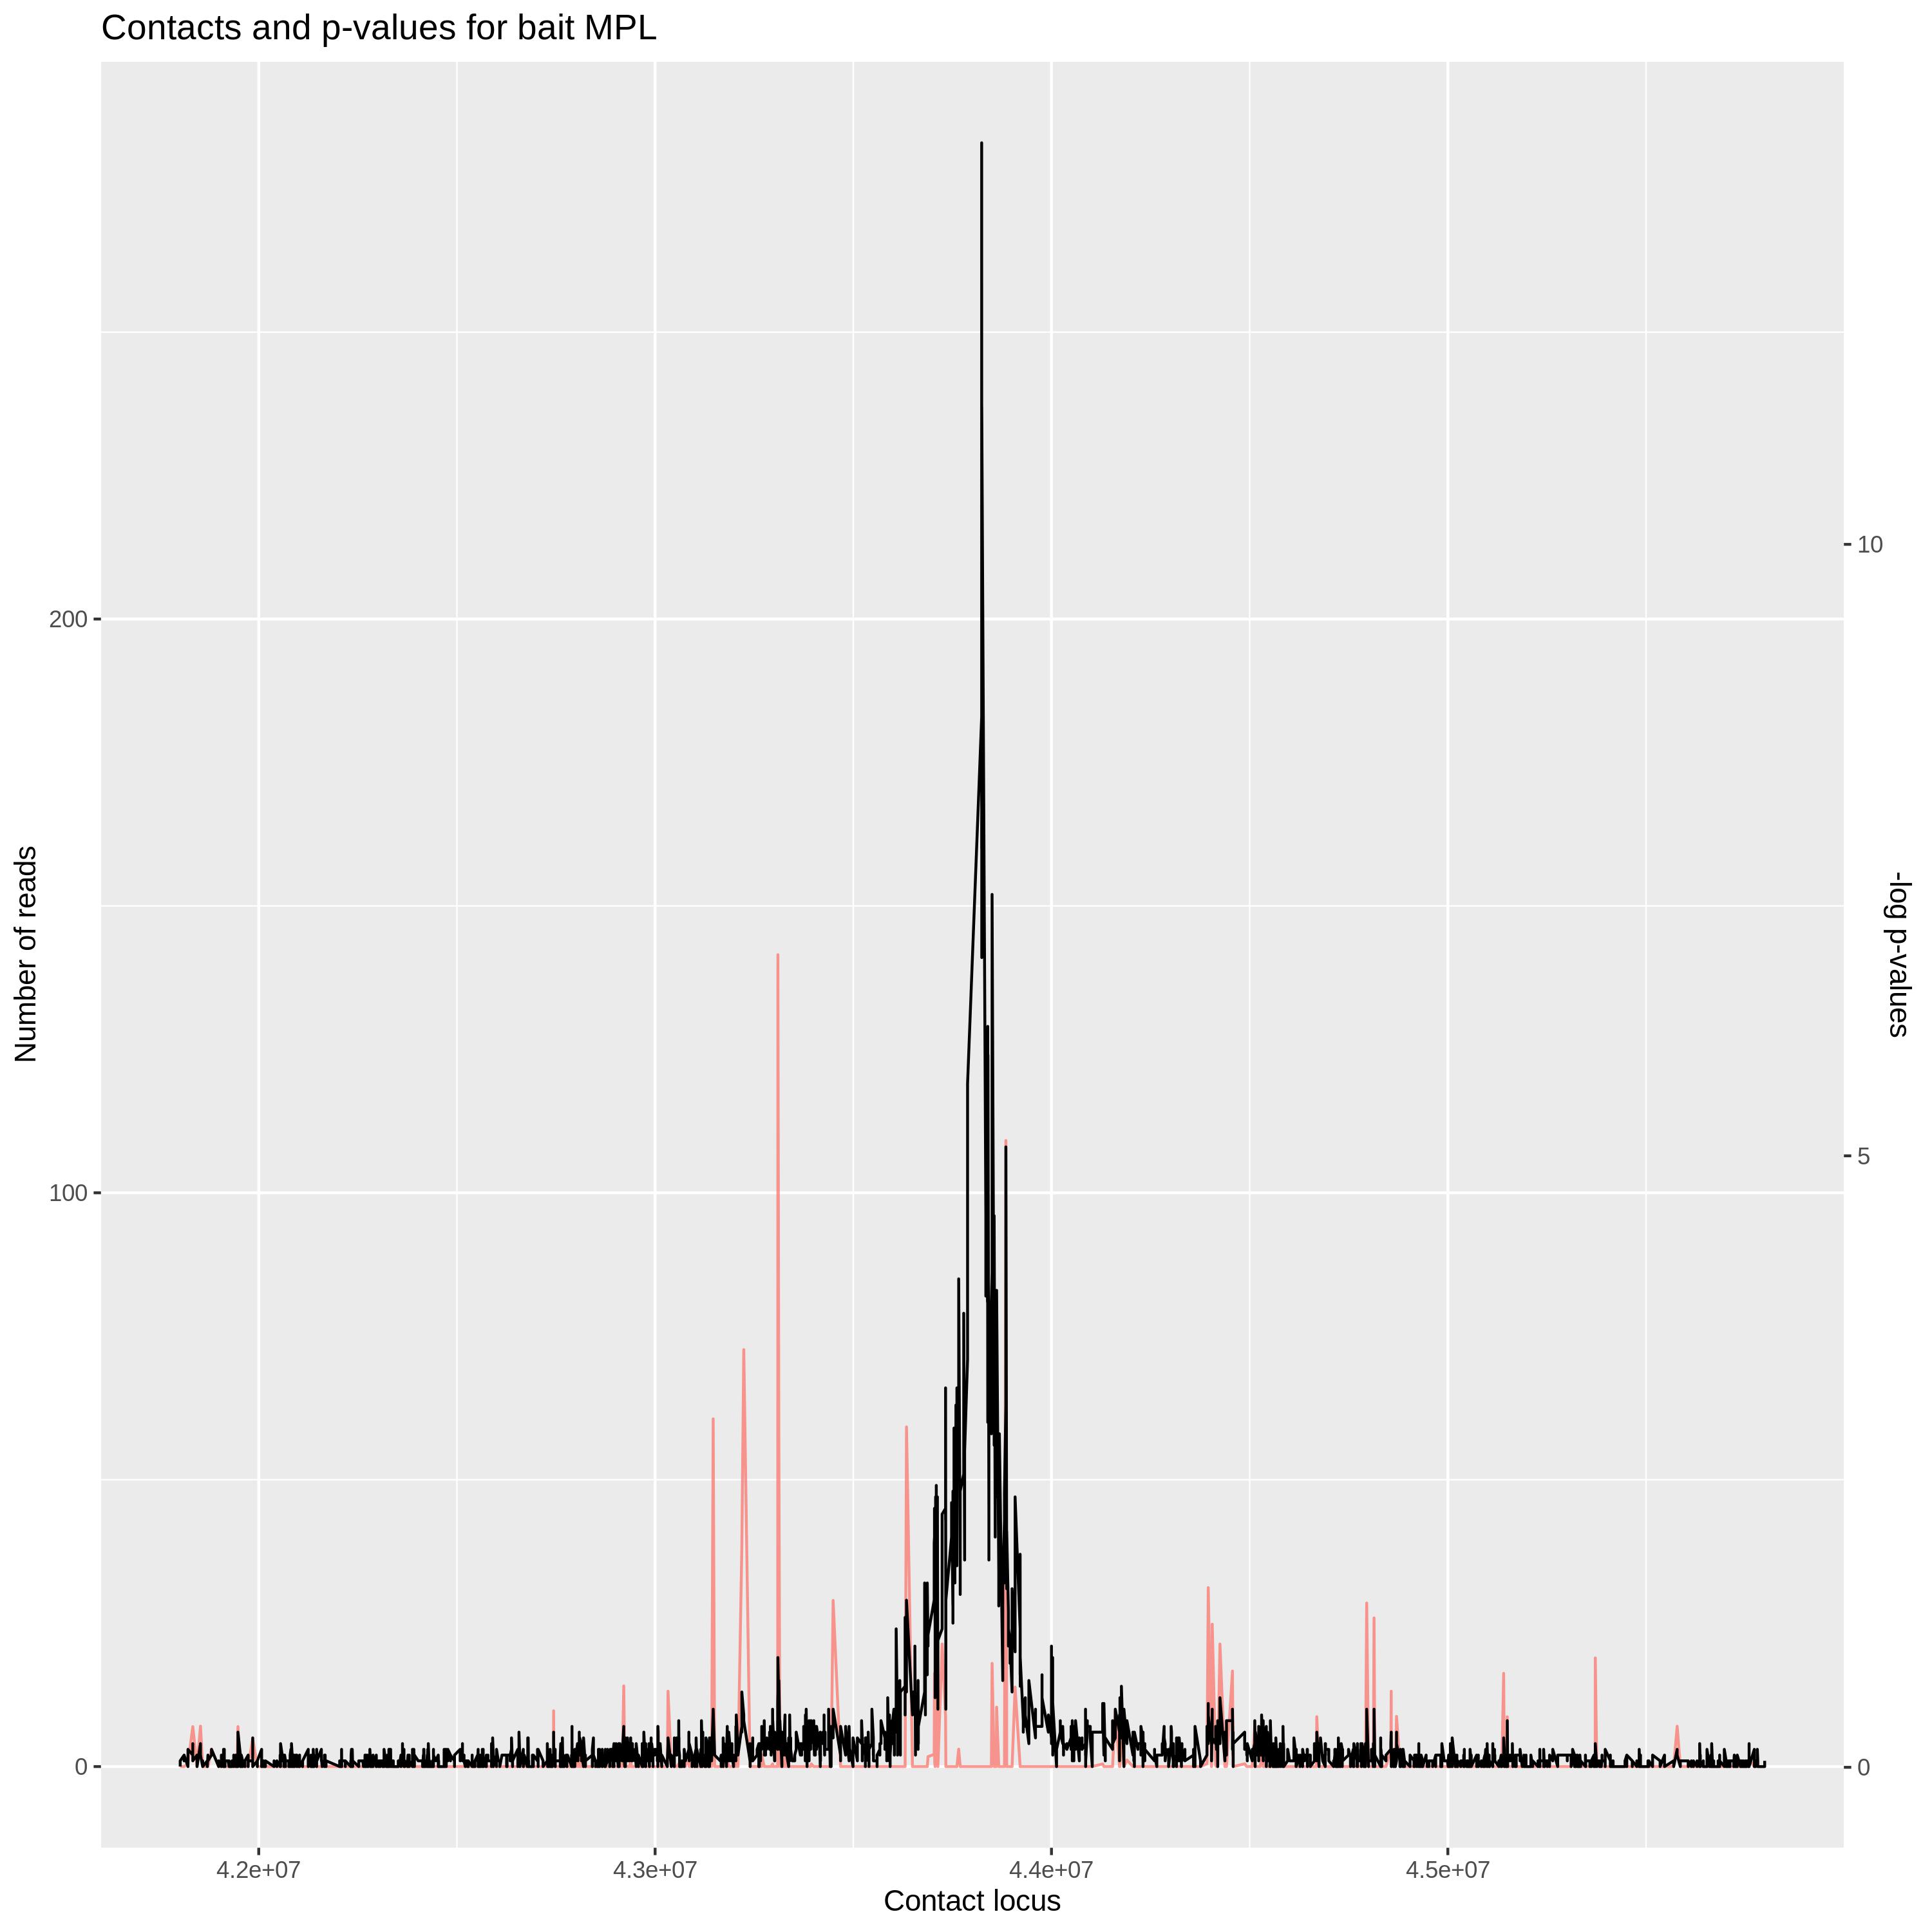 Contacts and p-values for bait MPL
Number of reads
200
100
0
10
5
0
-log p-values
4.2e+07
4.3e+07
4.4e+07
4.5e+07
Contact locus